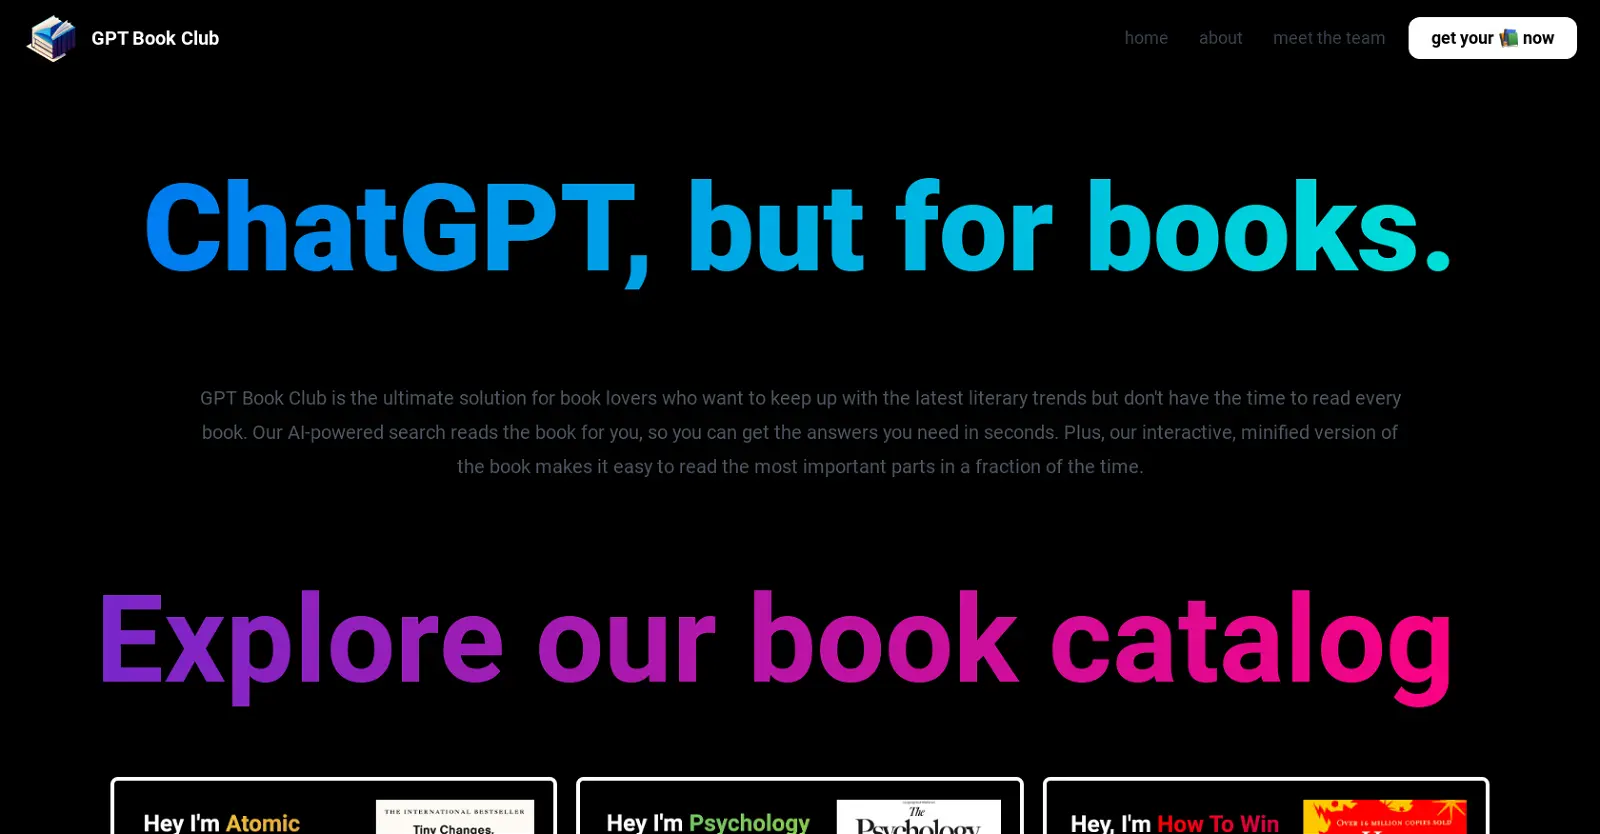 GPT Book Club
home
about
meet the team
get your 📚 now
ChatGPT, but for books.
GPT Book Club is the ultimate solution for book lovers who want to keep up with the latest literary trends but don't have the time to read every
book. Our AI-powered search reads the book for you, so you can get the answers you need in seconds. Plus, our interactive, minified version of
the book makes it easy to read the most important parts in a fraction of the time.
Explore our book catalog
Hey I'm Atomic
THE INTERNATIONAL BESTSELLER
Tiny Changes,
Hey I'm Psychology
The
Psychology
Hey, I'm How To Win
OVER 16 MILLION COPIES SOLD